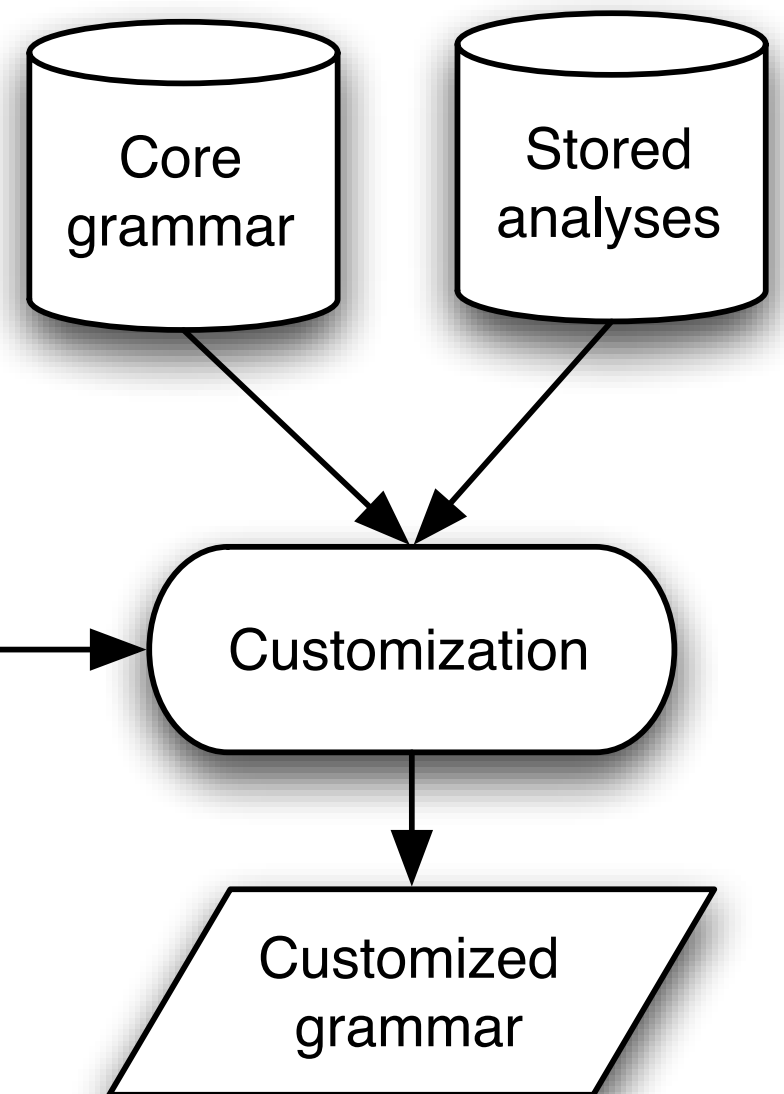 Core
grammar
Stored
analyses
Customization
Customized
grammar